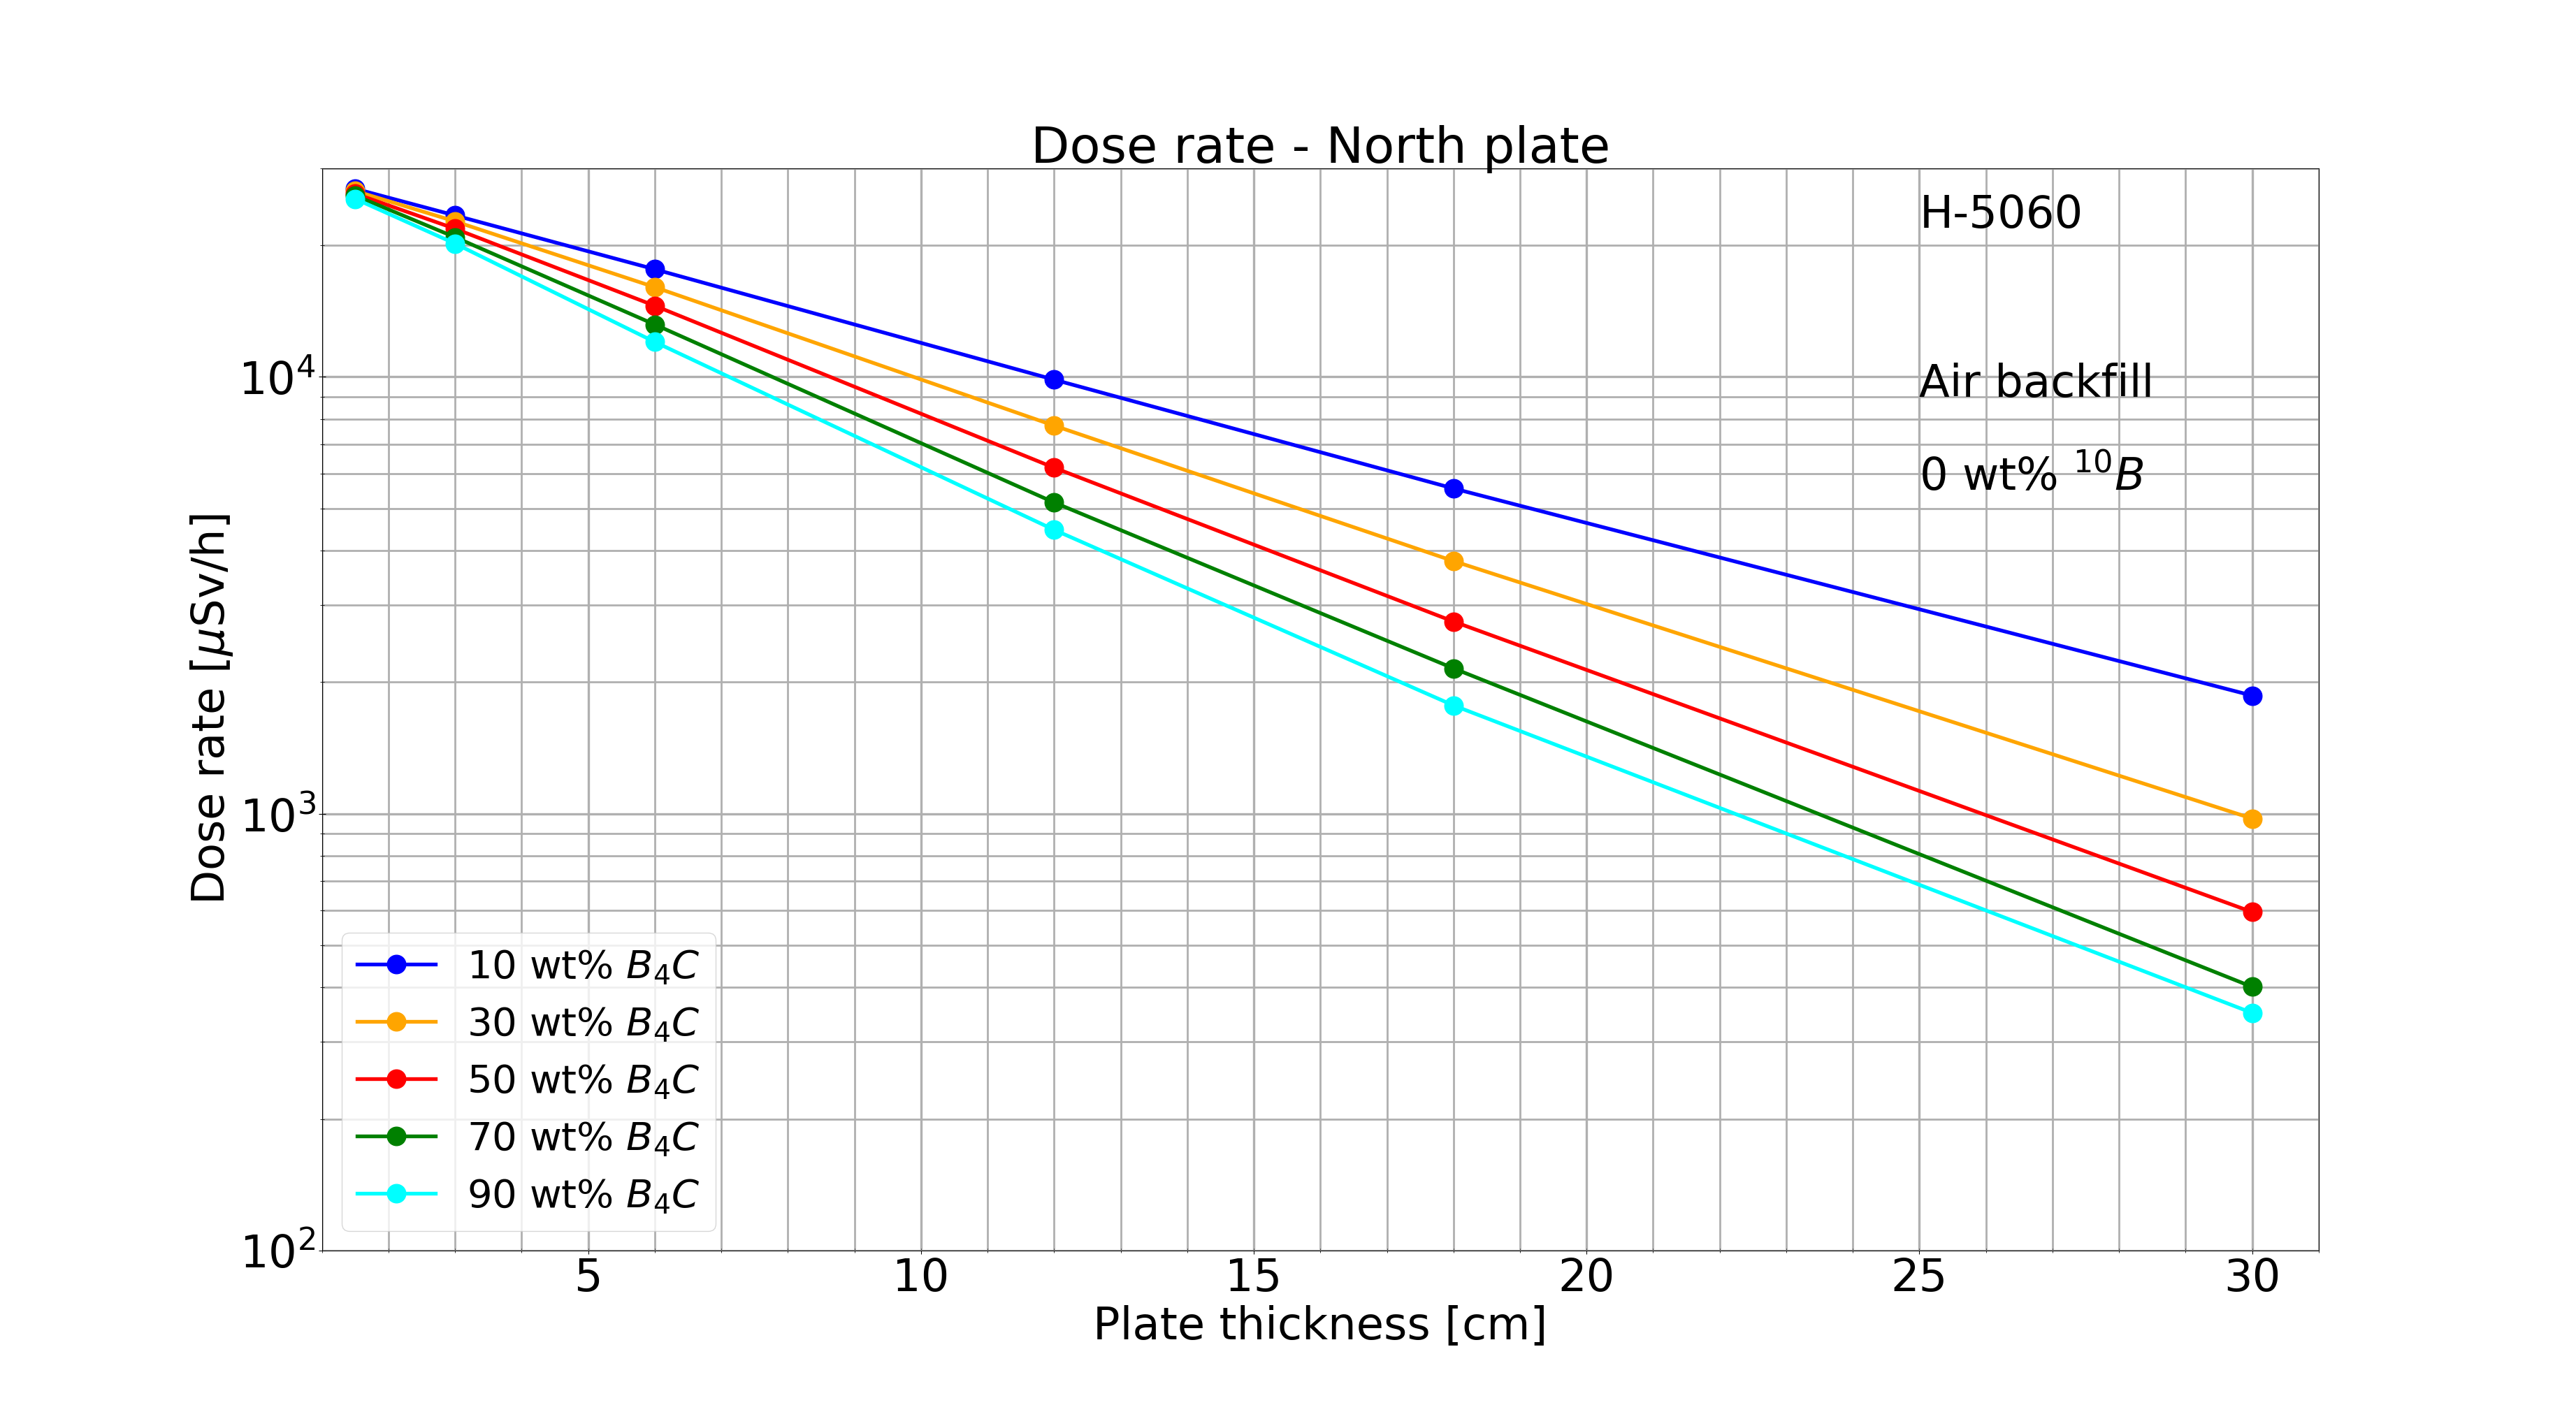 Dose rate - North plate
H-5060
Air backfill
0 wt% ¹⁰B
Dose rate [μSv/h]
10⁴
10³
10²
10 wt% B₄C
30 wt% B₄C
50 wt% B₄C
70 wt% B₄C
90 wt% B₄C
5 10 15 20 25 30
Plate thickness [cm]